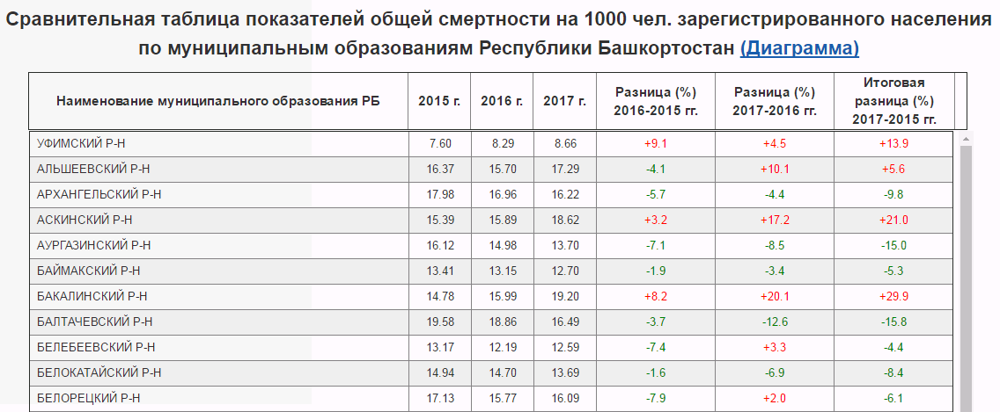 Сравнительная таблица показателей общей смертности на 1000 чел. зарегистрированного населения
по муниципальным образованиям Республики Башкортостан (Диаграмма)
Наименование муниципального образования РБ 2015 г. 2016 г. 2017 г. Разница (%) 2016-2015 гг. Разница (%) 2017-2016 гг. Итоговая разница (%) 2017-2015 гг.
УФИМСКИЙ Р-Н 7.60 8.29 8.66 +9.1 +4.5 +13.9
АЛЬШЕЕВСКИЙ Р-Н 16.37 15.70 17.29 -4.1 +10.1 +5.6
АРХАНГЕЛЬСКИЙ Р-Н 17.98 16.96 16.22 -5.7 -4.4 -9.8
АСКИНСКИЙ Р-Н 15.39 15.89 18.62 +3.2 +17.2 +21.0
АУРГАЗИНСКИЙ Р-Н 16.12 14.98 13.70 -7.1 -8.5 -15.0
БАЙМАКСКИЙ Р-Н 13.41 13.15 12.70 -1.9 -3.4 -5.3
БАКАЛИНСКИЙ Р-Н 14.78 15.99 19.20 +8.2 +20.1 +29.9
БАЛТАЧЕВСКИЙ Р-Н 19.58 18.86 16.49 -3.7 -12.6 -15.8
БЕЛЕБЕЕВСКИЙ Р-Н 13.17 12.19 12.59 -7.4 +3.3 -4.4
БЕЛОКАТАЙСКИЙ Р-Н 14.94 14.70 13.69 -1.6 -6.9 -8.4
БЕЛОРЕЦКИЙ Р-Н 17.13 15.77 16.09 -7.9 +2.0 -6.1